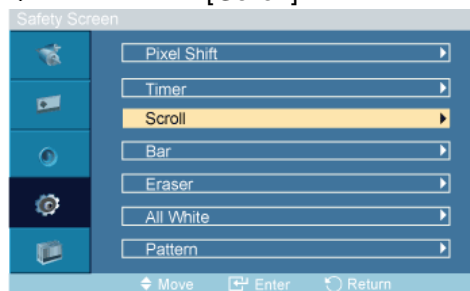 Safety Screen
Pixel Shift
Timer
Scroll
Bar
Eraser
All White
Pattern
Move Enter Return